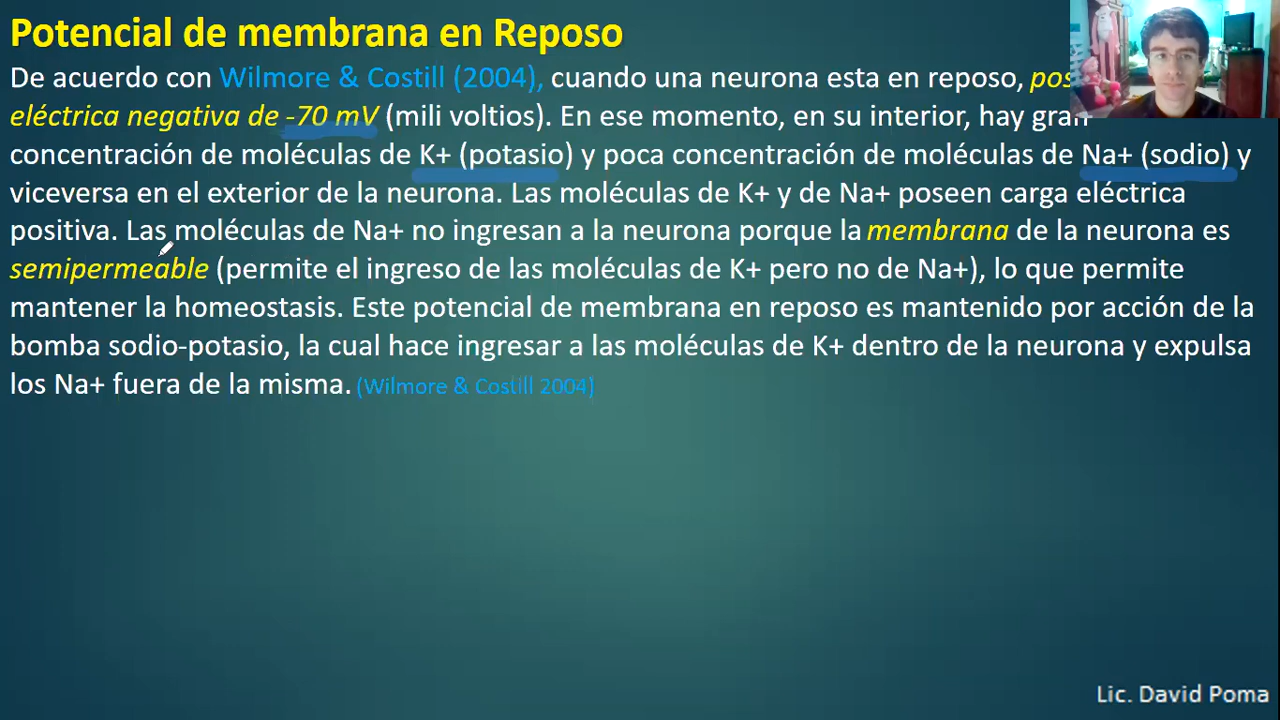 Potencial de membrana en Reposo
De acuerdo con Wilmore & Costill (2004), cuando una neurona esta en reposo,
eléctrica negativa de -70 mV (mili voltios). En ese momento, en su interior, hay gran
concentración de moléculas de K+ (potasio) y poca concentración de moléculas de Na+ (sodio) y
viceversa en el exterior de la neurona. Las moléculas de K+ y de Na+ poseen carga eléctrica
positiva. Las moléculas de Na+ no ingresan a la neurona porque la membrana de la neurona es
semipermeable (permite el ingreso de las moléculas de K+ pero no de Na+), lo que permite
mantener la homeostasis. Este potencial de membrana en reposo es mantenido por acción de la
bomba sodio-potasio, la cual hace ingresar a las moléculas de K+ dentro de la neurona y expulsa
los Na+ fuera de la misma. (Wilmore & Costill 2004)
Lic. David Poma